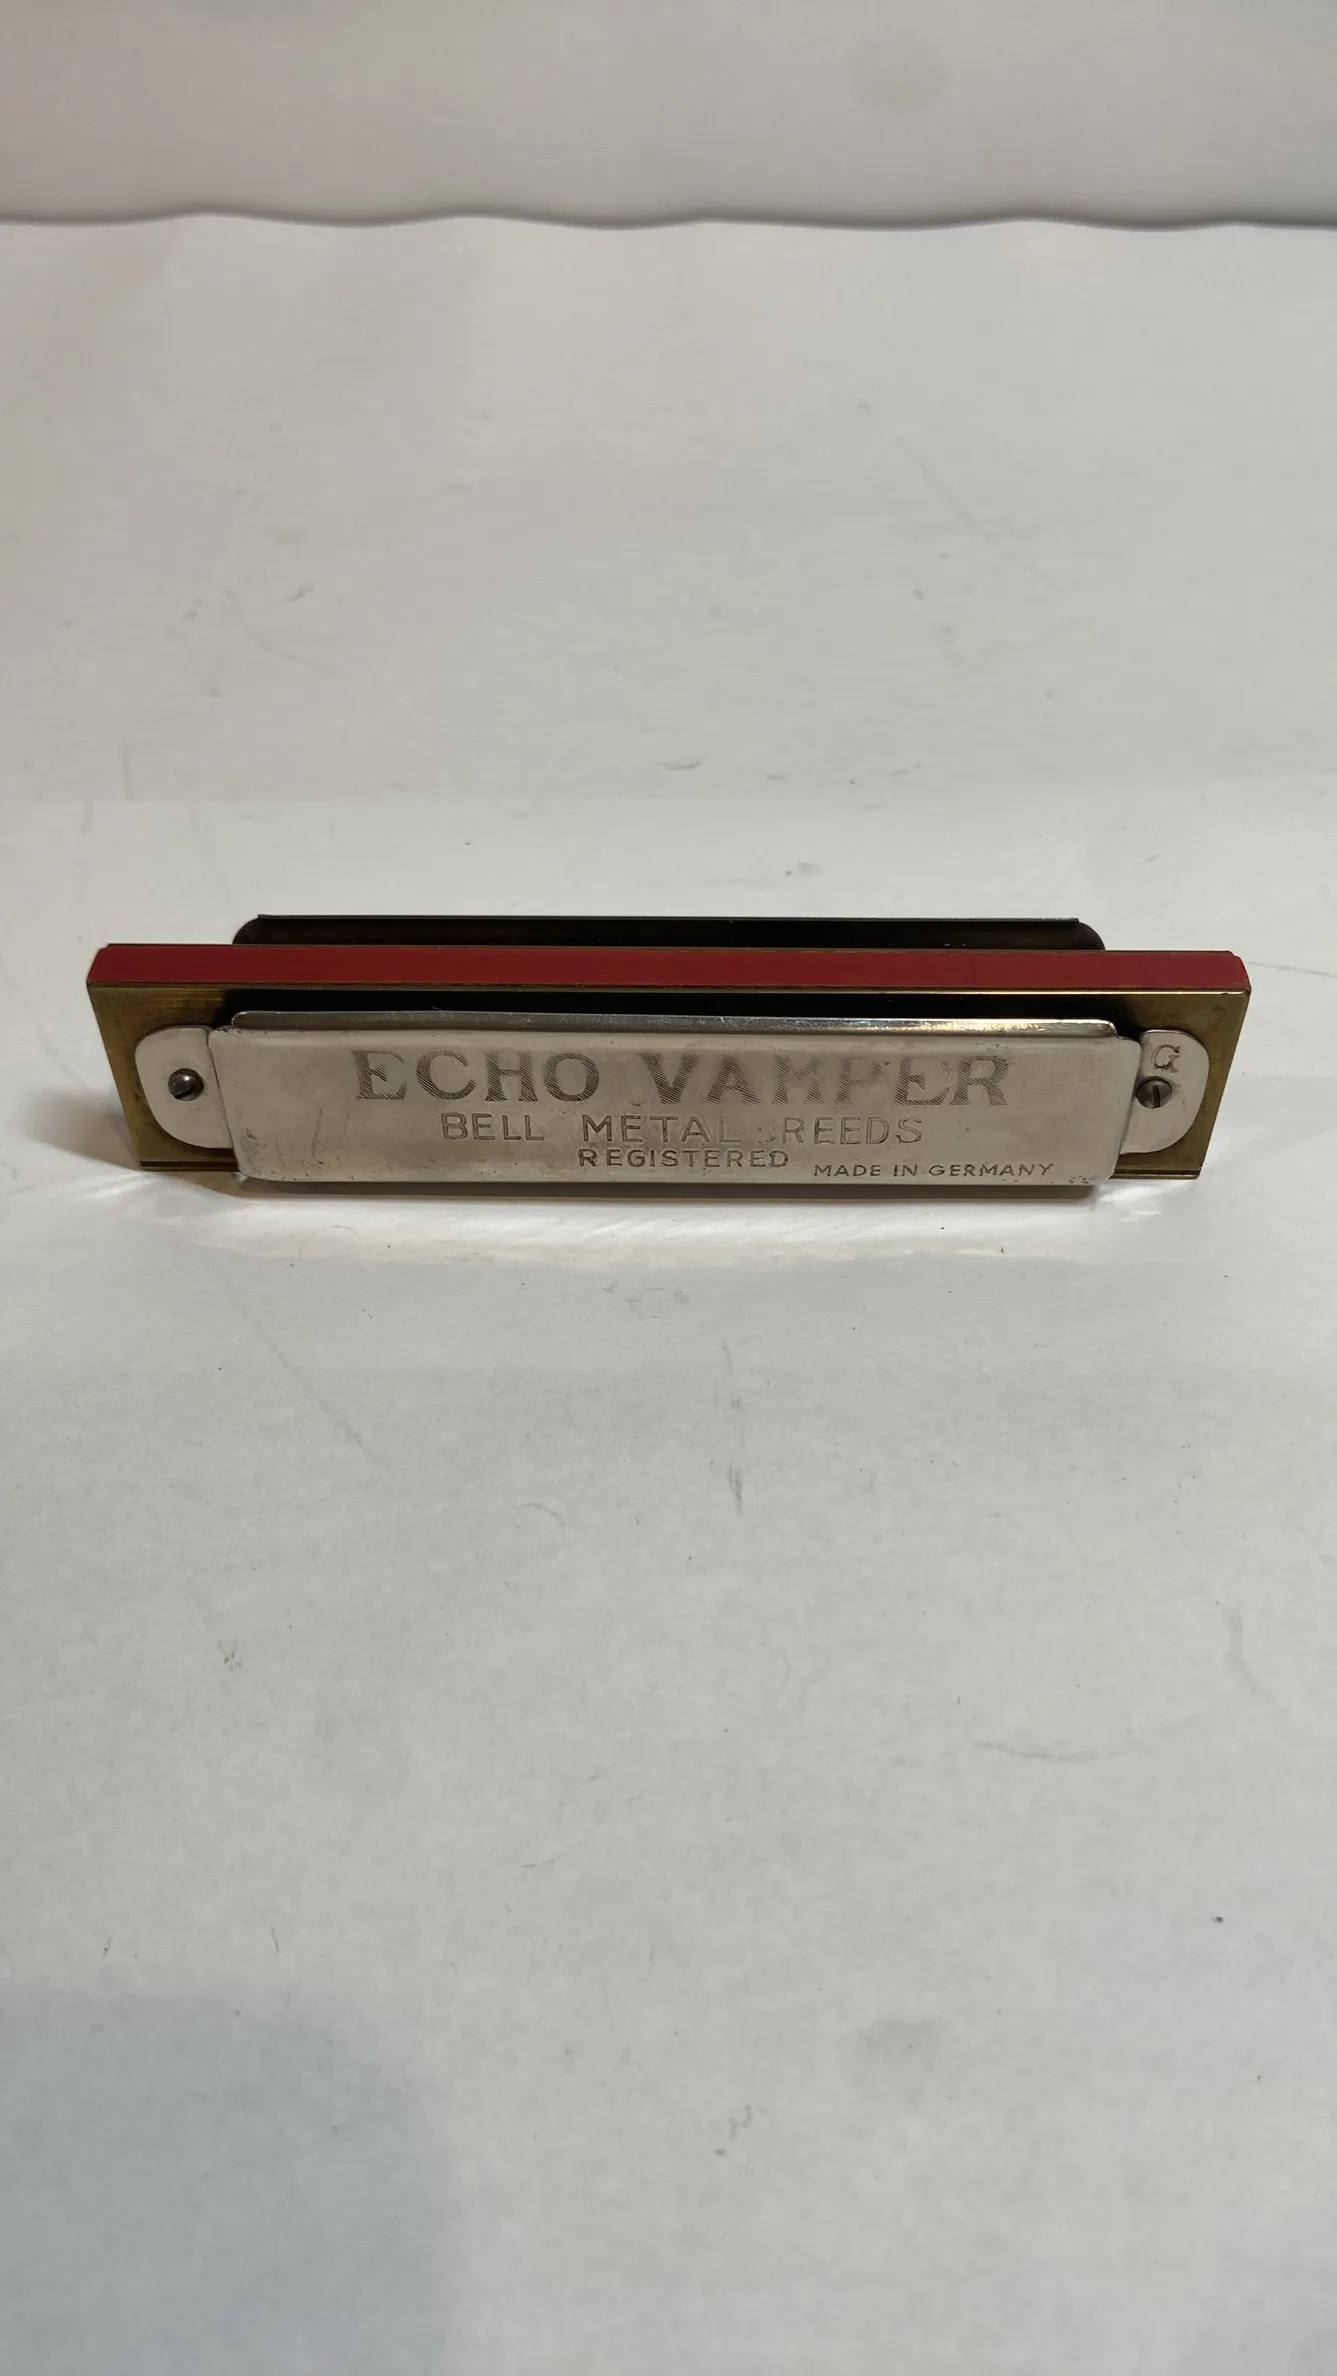 ECHO VAMPER
G
BELL METAL REEDS
REGISTERED
MADE IN GERMANY